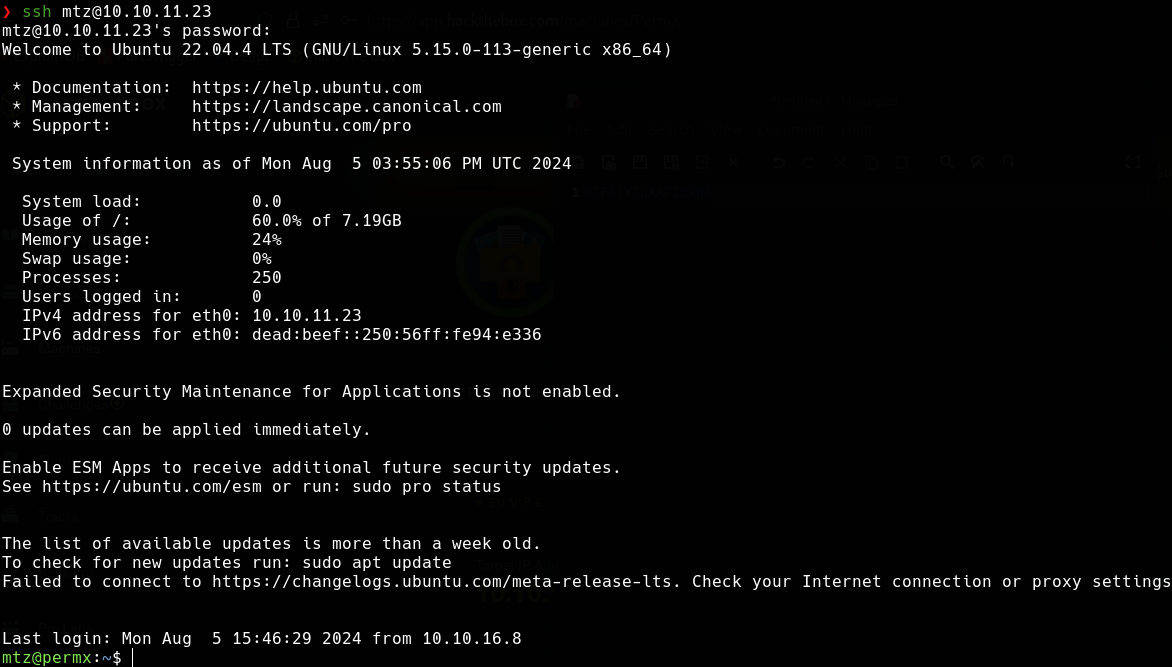 ❯ ssh mtz@10.10.11.23
mtz@10.10.11.23's password:
Welcome to Ubuntu 22.04.4 LTS (GNU/Linux 5.15.0-113-generic x86_64)
 * Documentation:  https://help.ubuntu.com
 * Management:     https://landscape.canonical.com
 * Support:        https://ubuntu.com/pro
 System information as of Mon Aug  5 03:55:06 PM UTC 2024
  System load:           0.0
  Usage of /:            60.0% of 7.19GB
  Memory usage:          24%
  Swap usage:            0%
  Processes:             250
  Users logged in:       0
  IPv4 address for eth0: 10.10.11.23
  IPv6 address for eth0: dead:beef::250:56ff:fe94:e336
Expanded Security Maintenance for Applications is not enabled.
0 updates can be applied immediately.
Enable ESM Apps to receive additional future security updates.
See https://ubuntu.com/esm or run: sudo pro status
The list of available updates is more than a week old.
To check for new updates run: sudo apt update
Failed to connect to https://changelogs.ubuntu.com/meta-release-lts. Check your Internet connection or proxy settings
Last login: Mon Aug  5 15:46:29 2024 from 10.10.16.8
mtz@permx:~$